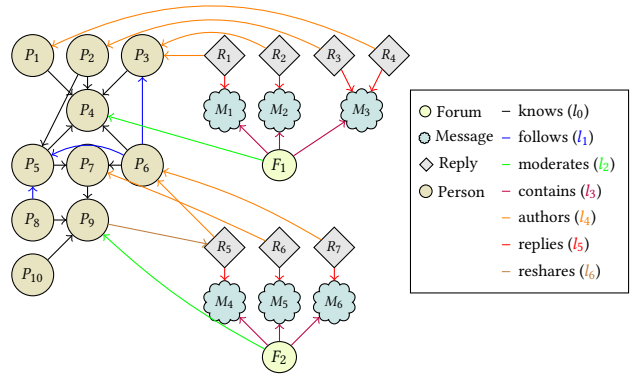 P1 P2 P3 R1 R2 R3 R4
P4 M1 M2 M3
P5 P7 P6 F1
P8 P9 R5 R6 R7
P10 M4 M5 M6
F2
Forum
Message
Reply
Person
knows (l0)
follows (l1)
moderates (l2)
contains (l3)
authors (l4)
replies (l5)
reshares (l6)